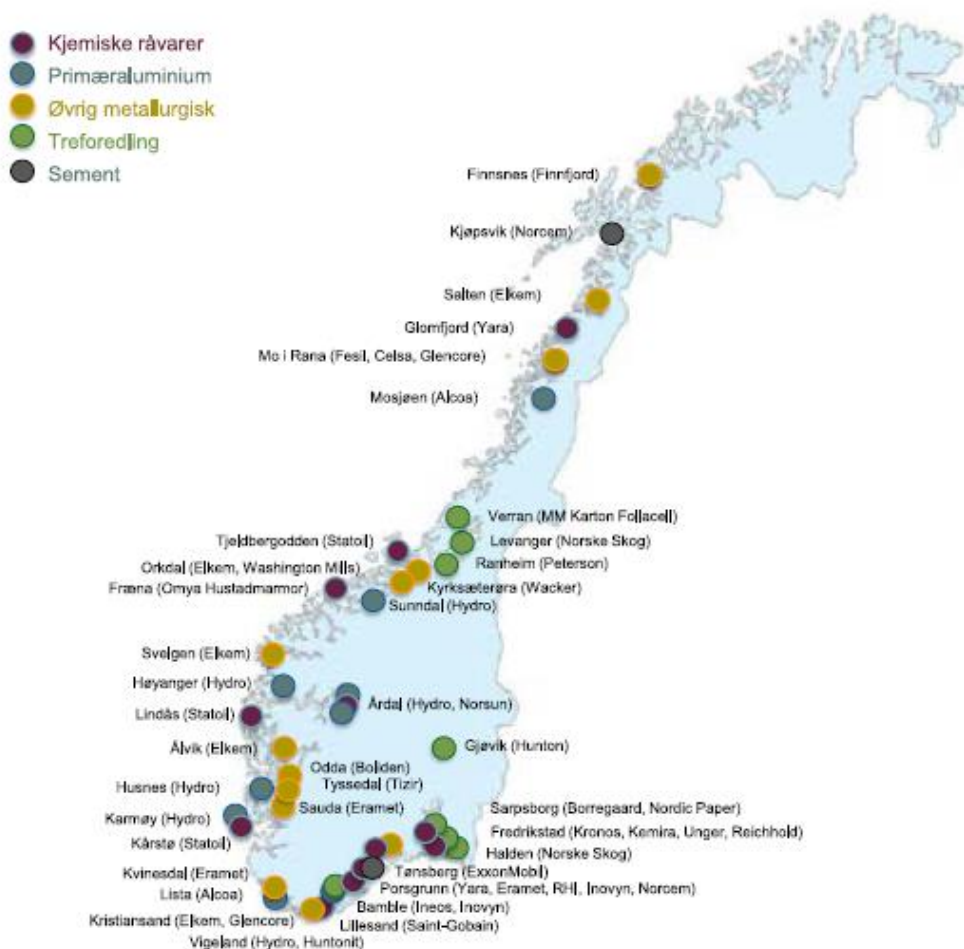 Kjemiske råvarer
Primæraluminium
Øvrig metallurgisk
Treforedling
Sement
Finnsnes (Finnfjord)
Kjøpsvik (Norcem)
Salten (Elkem)
Glomfjord (Yara)
Mo i Rana (Fesil, Celsa, Glencore)
Mosjøen (Alcoa)
Verran (MM Karton Follacell)
Tjeldbergodden (Statoil)
Levanger (Norske Skog)
Orkdal (Elkem, Washington Mills)
Ranheim (Peterson)
Fræna (Omya Hustadmarmor)
Kyrksæterøra (Wacker)
Sunndal (Hydro)
Svelgen (Elkem)
Høyanger (Hydro)
Årdal (Hydro, Norsun)
Lindås (Statoil)
Ålvik (Elkem)
Gjøvik (Hunton)
Odda (Boliden)
Husnes (Hydro)
Tyssedal (Tizir)
Sauda (Eramet)
Sarpsborg (Borregaard, Nordic Paper)
Karmøy (Hydro)
Fredrikstad (Kronos, Kemira, Unger, Reichhold)
Kårstø (Statoil)
Halden (Norske Skog)
Kvinesdal (Eramet)
Tønsberg (ExxonMobil)
Lista (Alcoa)
Porsgrunn (Yara, Eramet, RHI, Inovyn, Norcem)
Bamble (Ineos, Inovyn)
Kristiansand (Elkem, Glencore)
Lillesand (Saint-Gobain)
Vigeland (Hydro, Huntonit)